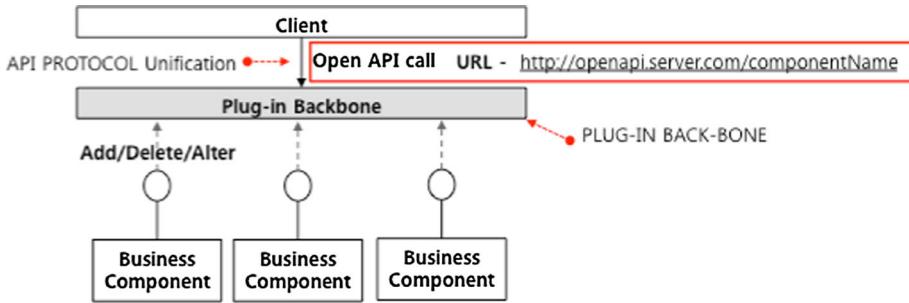 Client
API PROTOCOL Unification
Open API call URL - http://openapi.server.com/componentName
Plug-in Backbone
PLUG-IN BACK-BONE
Add/Delete/Alter
Business
Component
Business
Component
Business
Component